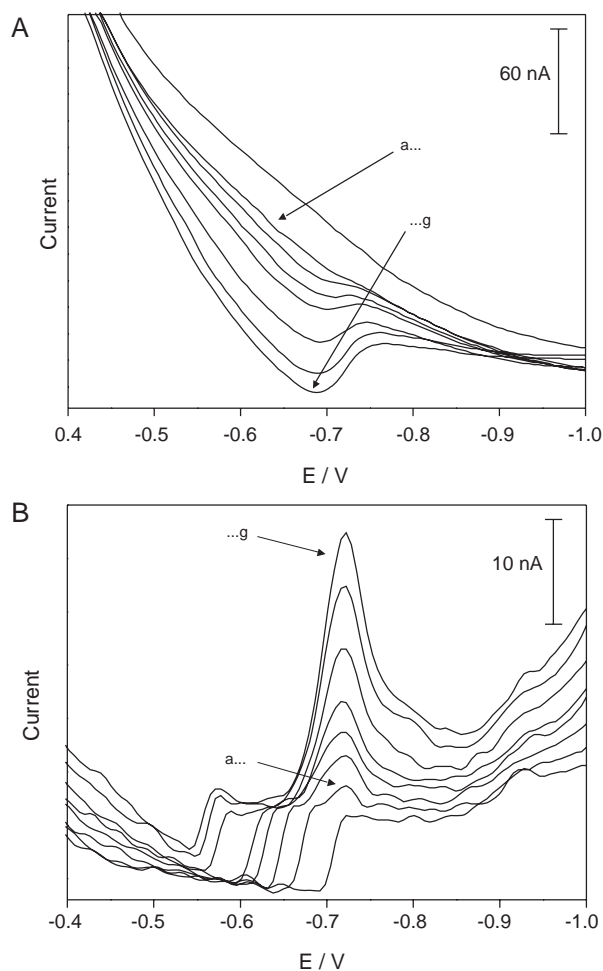 A
60 nA
a...
...g
Current
0.4 -0.5 -0.6 -0.7 -0.8 -0.9 -1.0
E / V
B
...g
10 nA
a...
Current
-0.4 -0.5 -0.6 -0.7 -0.8 -0.9 -1.0
E / V